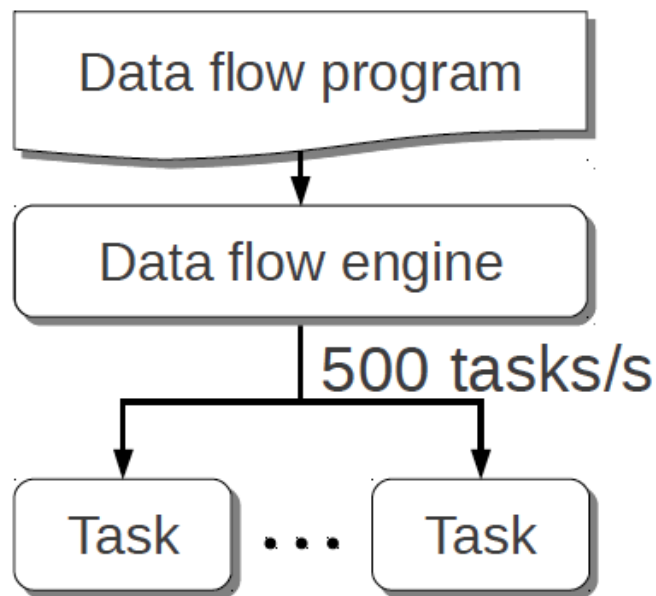 Data flow program
Data flow engine
500 tasks/s
Task
...
Task